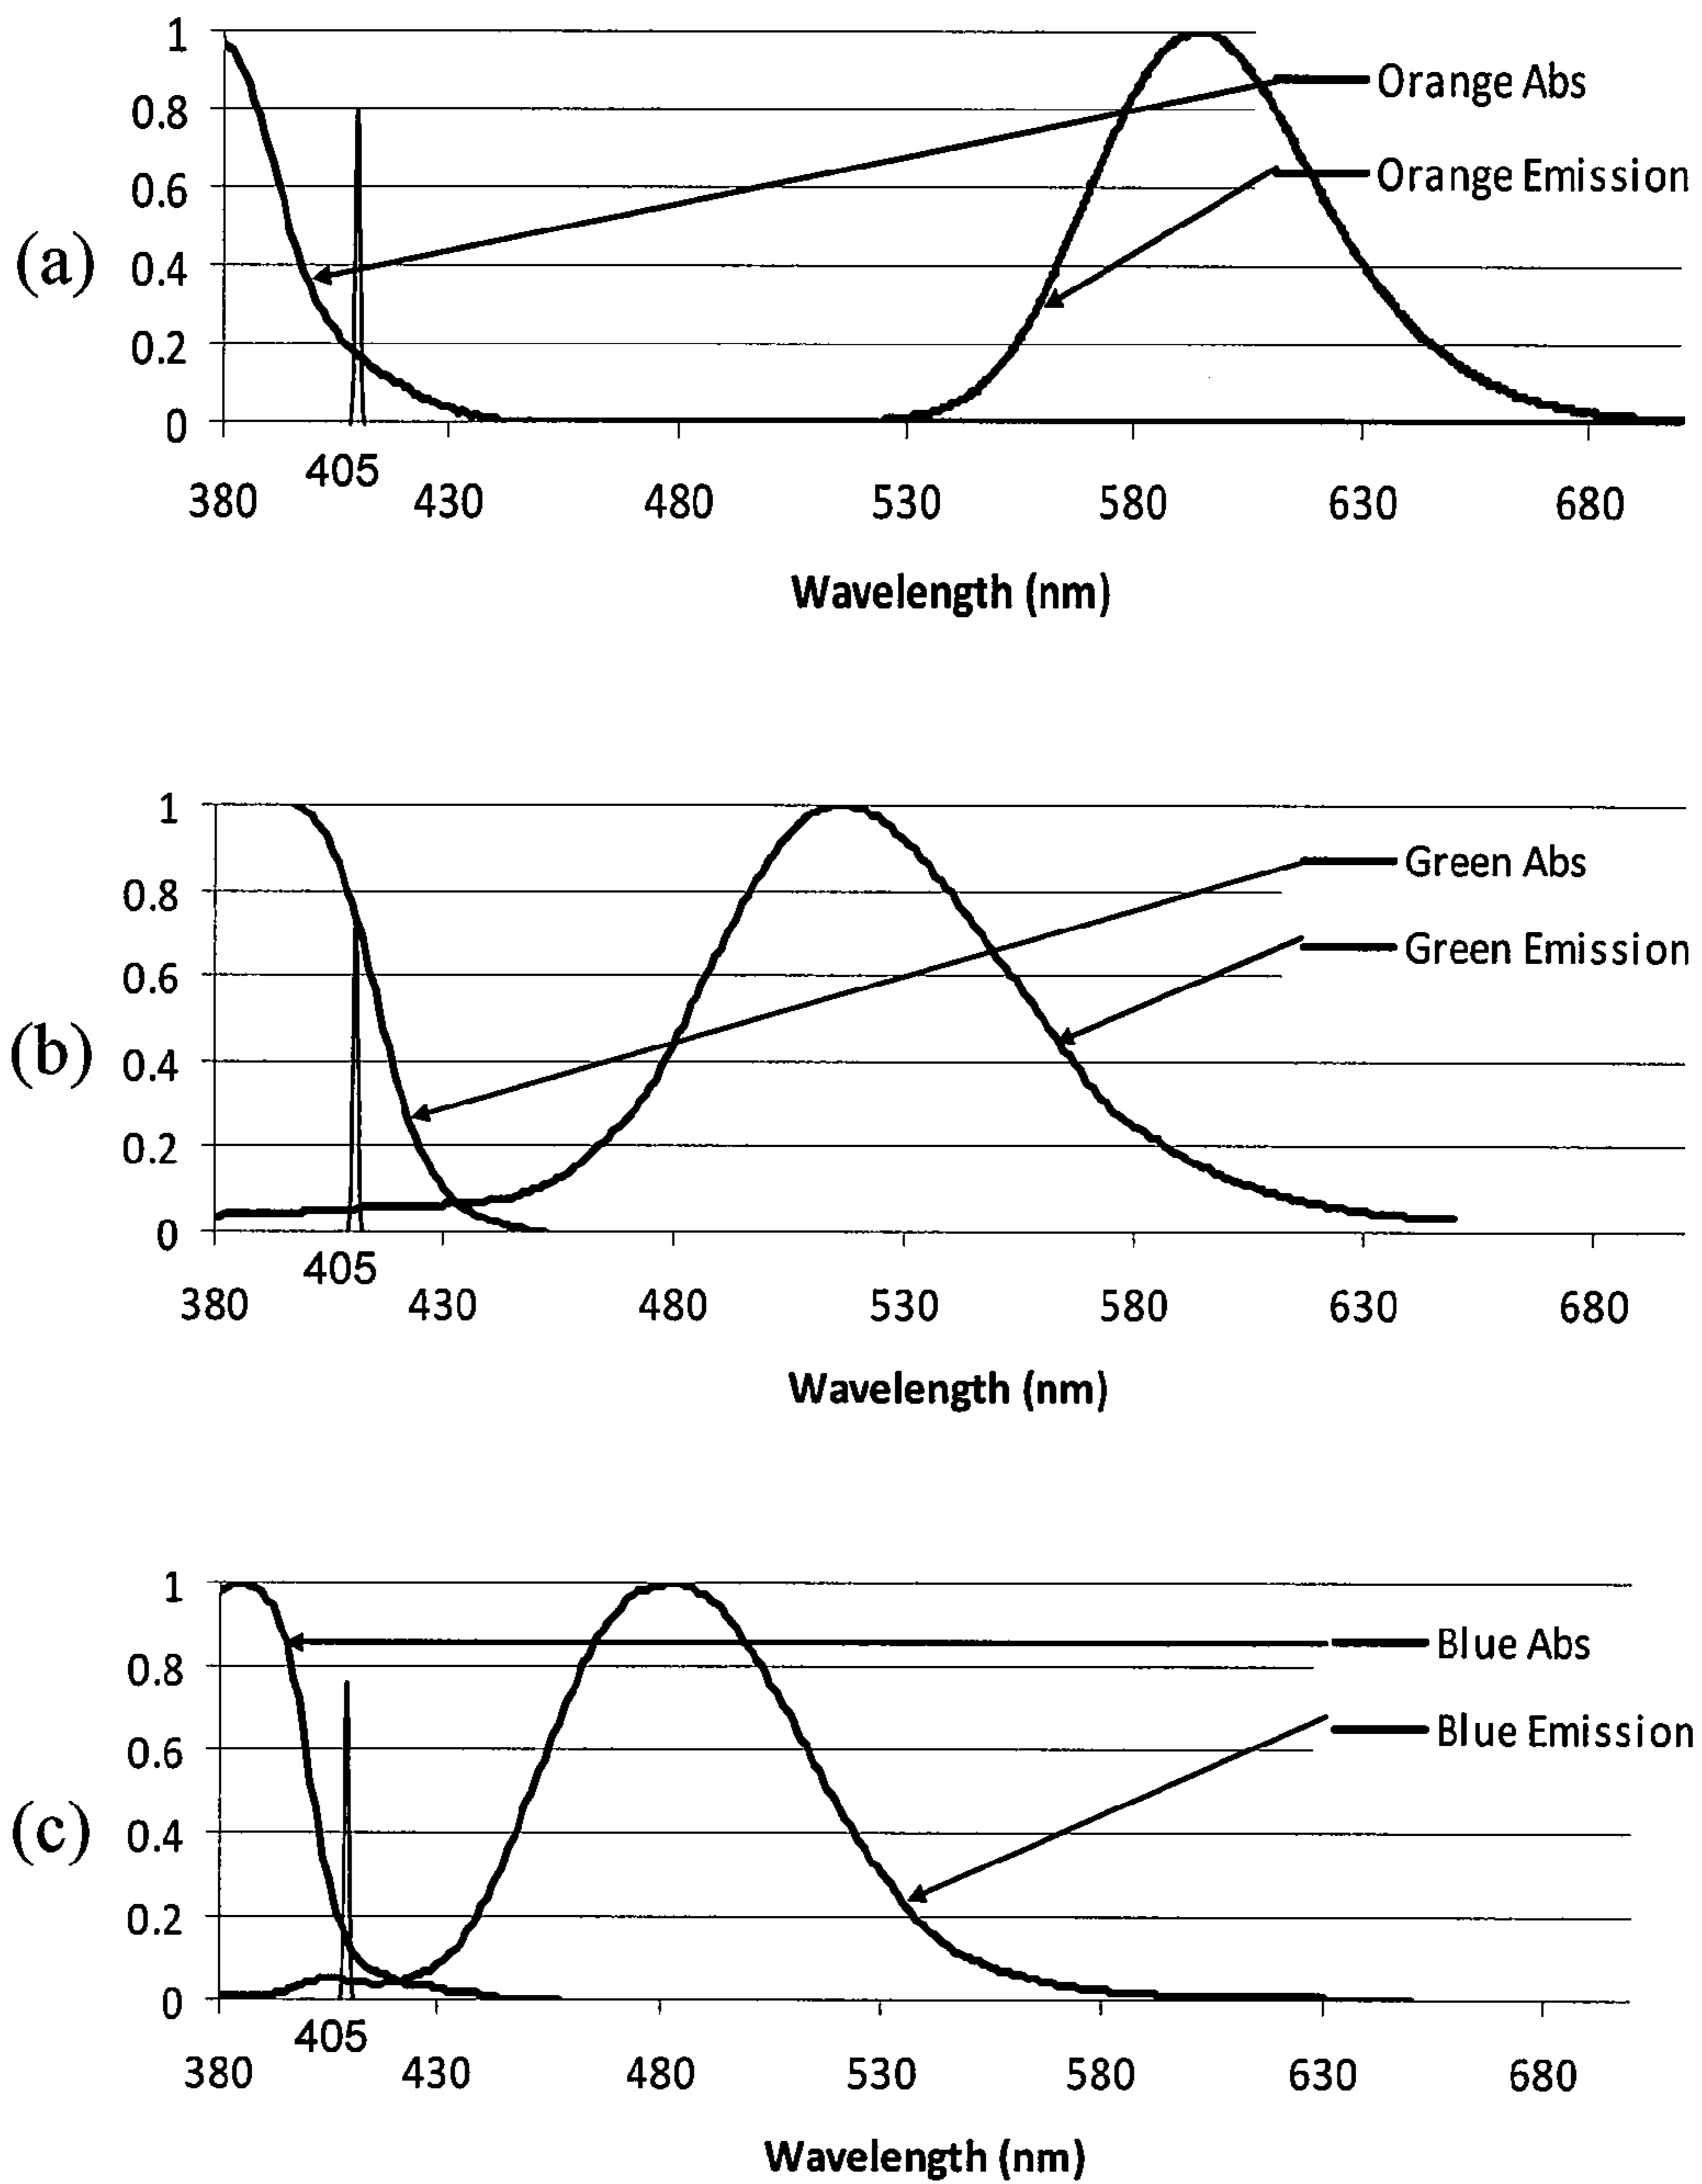 1
0.8
0.6
0.4
0.2
0
(a)
Orange Abs
Orange Emission
405
380 430 480 530 580 630 680
Wavelength (nm)
1
0.8
0.6
0.4
0.2
0
(b)
Green Abs
Green Emission
405
380 430 480 530 580 630 680
Wavelength (nm)
1
0.8
0.6
0.4
0.2
0
(c)
Blue Abs
Blue Emission
405
380 430 480 530 580 630 680
Wavelength (nm)